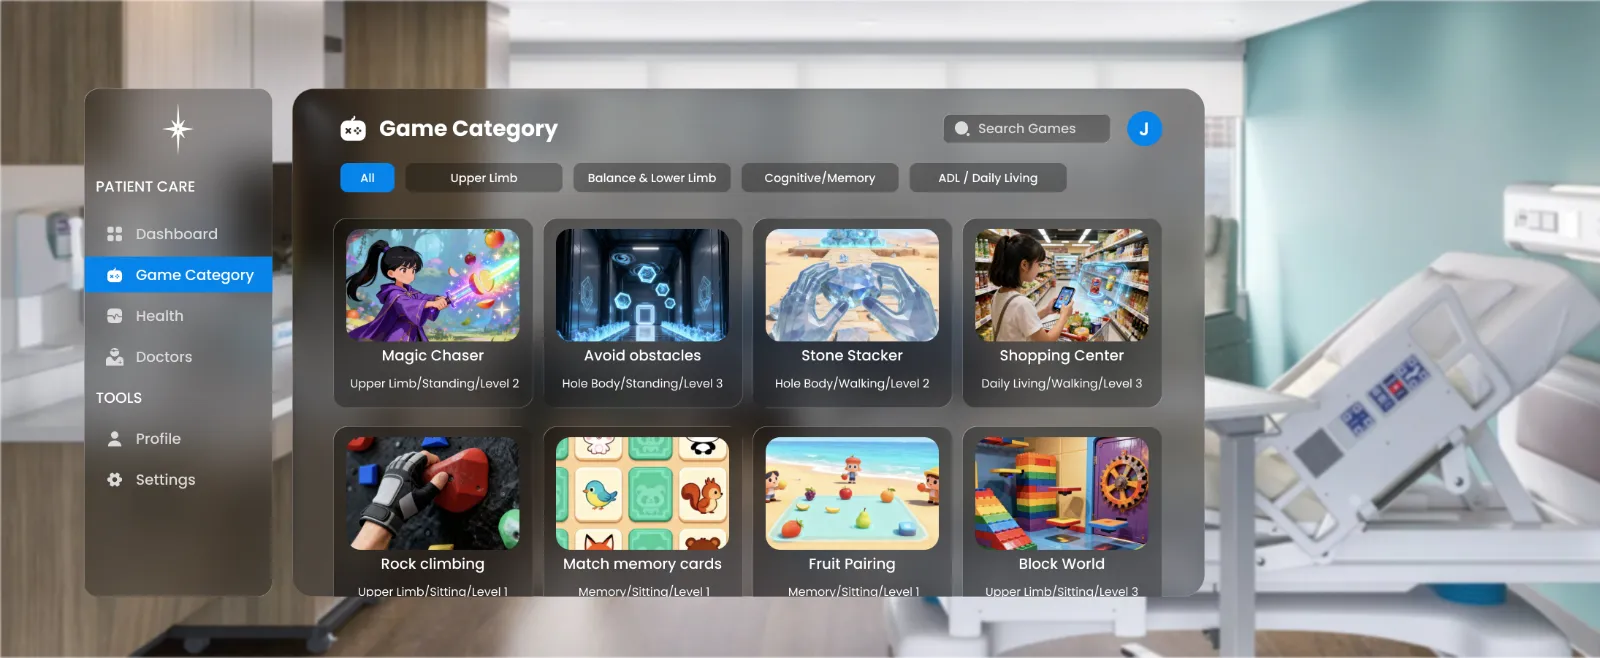 PATIENT CARE
Dashboard
Game Category
Health
Doctors
TOOLS
Profile
Settings
Game Category
Search Games
J
All
Upper Limb
Balance & Lower Limb
Cognitive/Memory
ADL / Daily Living
Magic Chaser
Upper Limb/Standing/Level 2
Avoid obstacles
Hole Body/Standing/Level 3
Stone Stacker
Hole Body/Walking/Level 2
Shopping Center
Daily Living/Walking/Level 3
Rock climbing
Upper Limb/Sitting/Level 1
Match memory cards
Memory/Sitting/Level 1
Fruit Pairing
Memory/Sitting/Level 1
Block World
Upper Limb/Sitting/Level 3